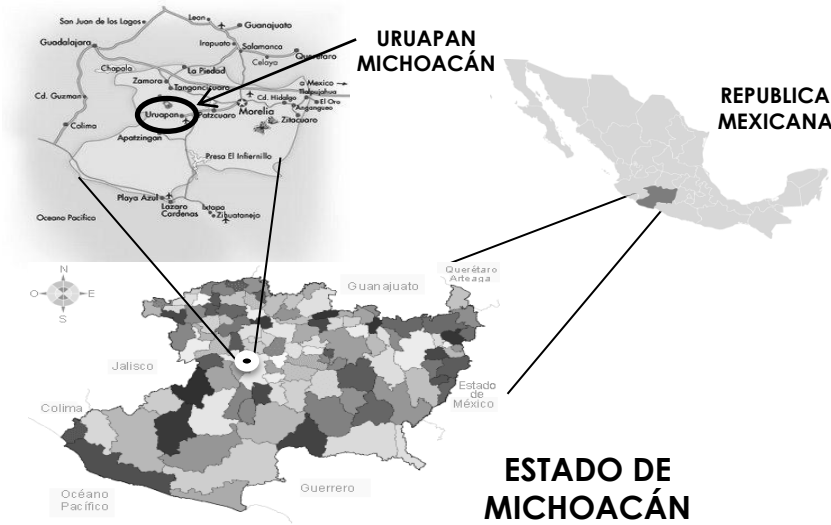 San Juan de los Lagos
Leon
Guanajuato
Guadalajara
Irapuato
Salamanca
Queretaro
Celaya
Chapala
La Piedad
Zamora
Tangancicuaro
Mexico
Tlalpujahua
Cd. Guzman
Cd. Hidalgo
El Oro
Angangueo
Uruapan
Patzcuaro
Morelia
Zitacuaro
Colima
Apatzingan
Presa El Infiernillo
Playa Azul
Lazaro
Cardenas
Ixtapa
Zihuatanejo
Oceano Pacifico
URUAPAN
MICHOACÁN
REPUBLICA
MEXICANA
N
O
E
S
Guanajuato
Querétaro
Arteaga
Jalisco
Colima
Estado
de
México
Océano
Pacífico
Guerrero
ESTADO DE
MICHOACÁN